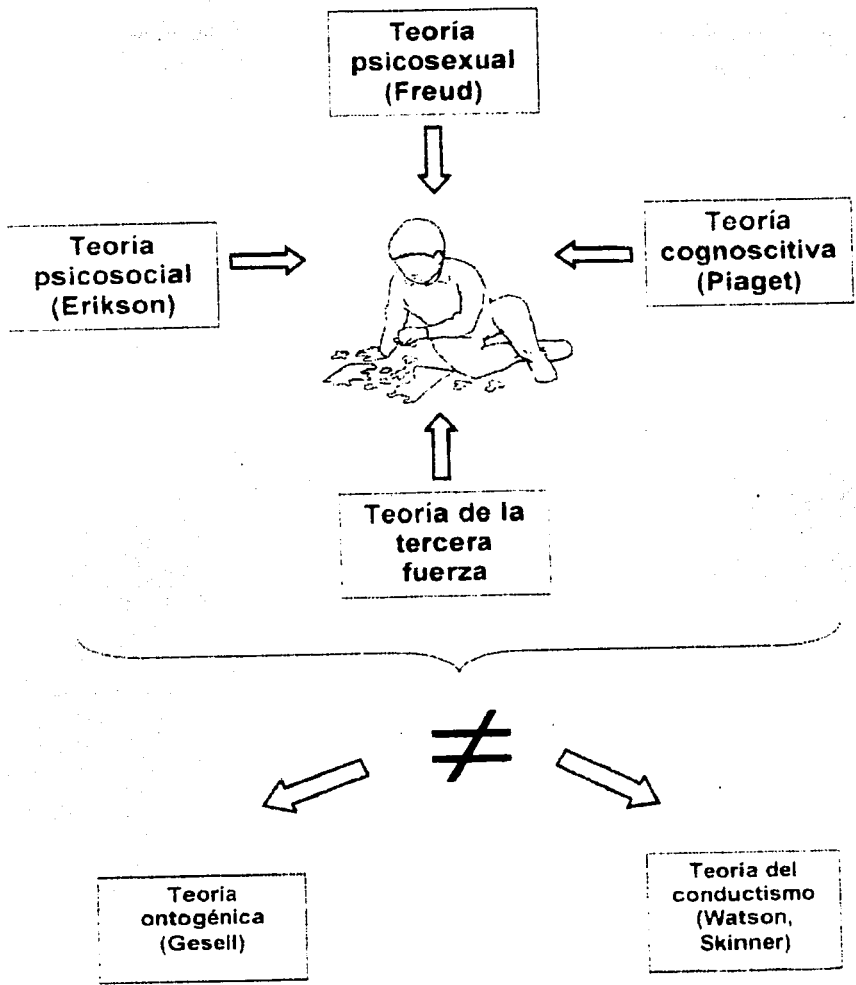 Teoría
psicosexual
(Freud)
Teoría
psicosocial
(Erikson)
Teoría
cognoscitiva
(Piaget)
Teoría de la
tercera
fuerza
≠
Teoria
ontogénica
(Gesell)
Teoría del
conductismo
(Watson,
Skinner)